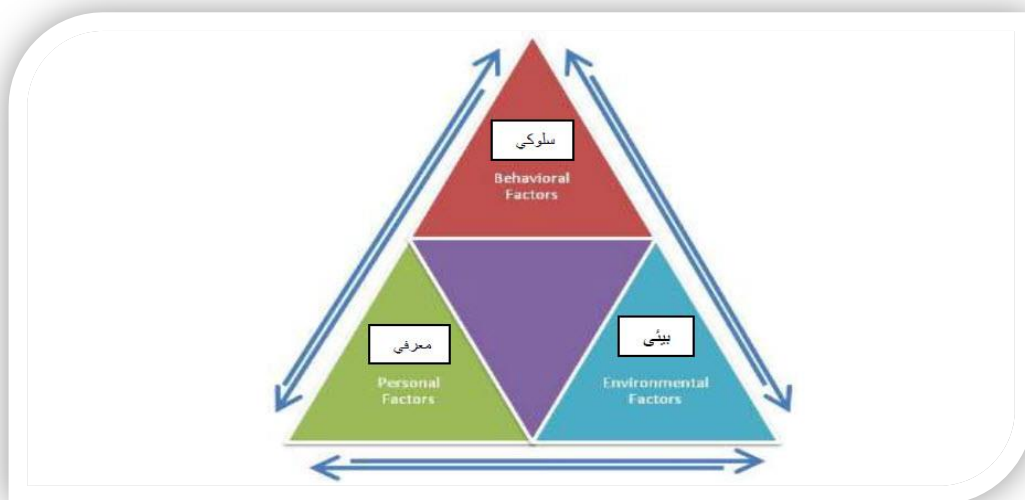 سلوكي
Behavioral
Factors
معرفي
Personal
Factors
بيئي
Environmental
Factors